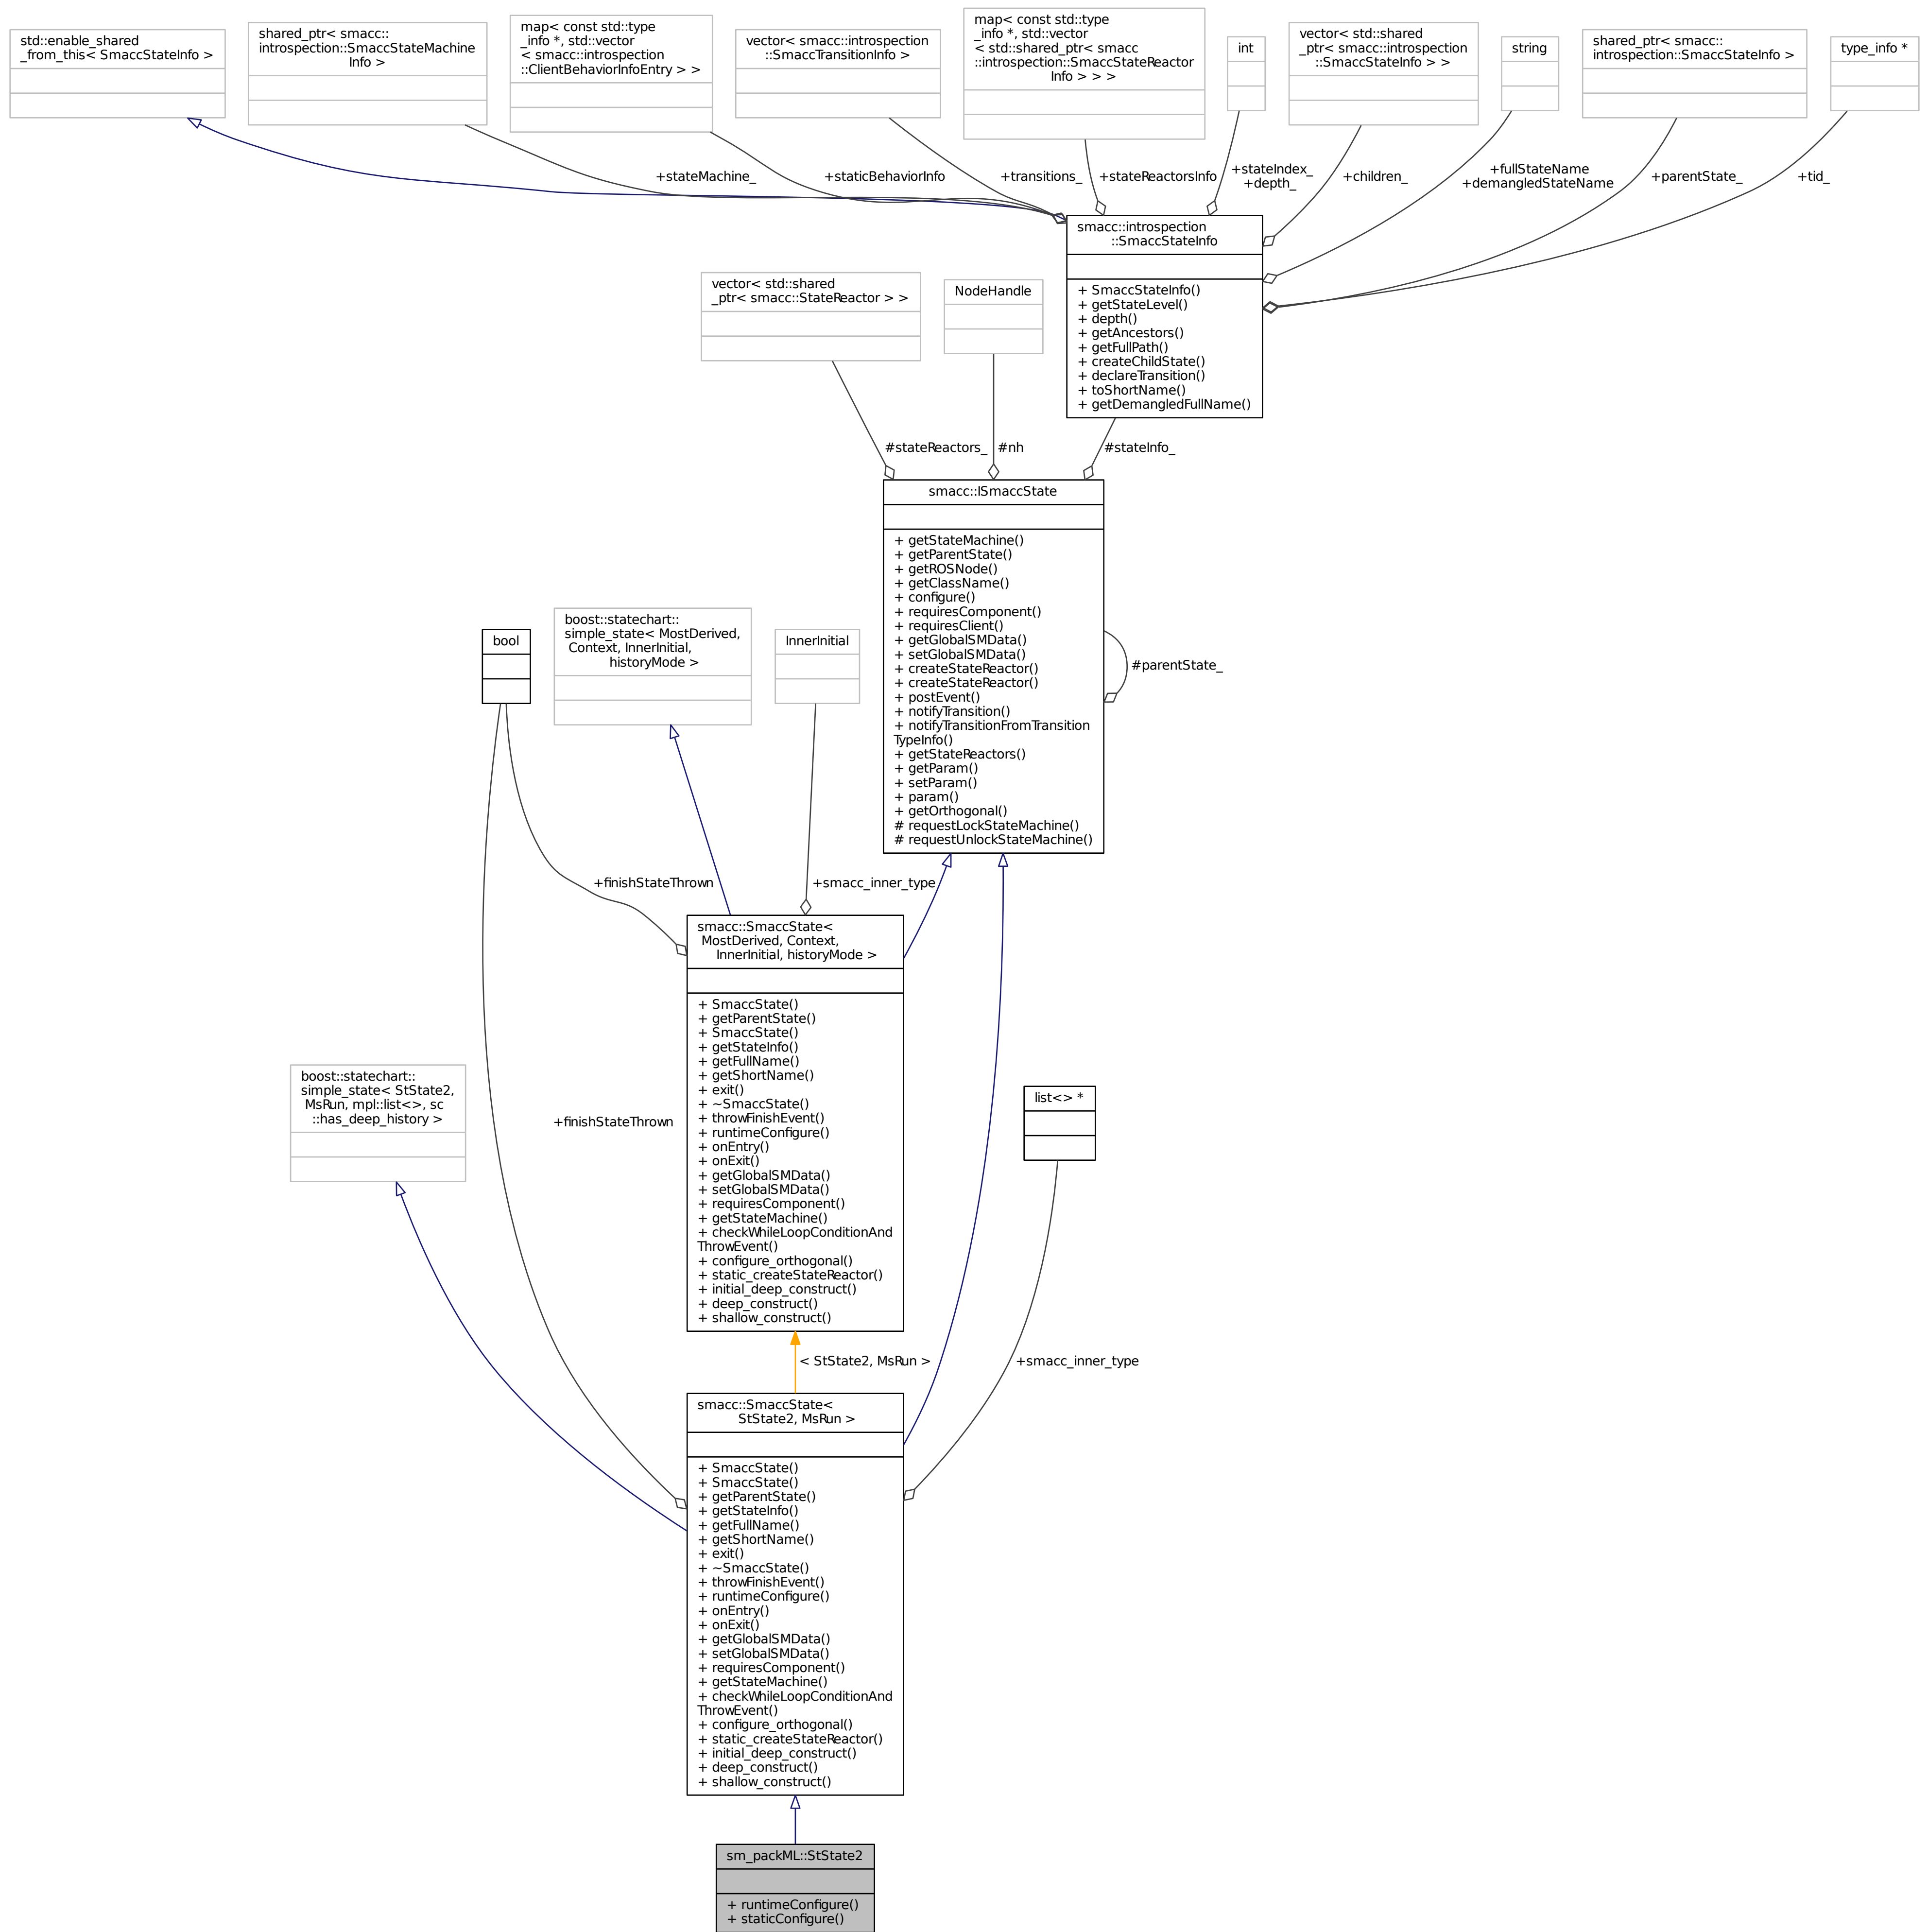 std::enable_shared
_from_this< SmaccStateInfo >
shared_ptr< smacc::
introspection::SmaccStateMachine
Info >
map< const std::type
_info *, std::vector
< smacc::introspection
::ClientBehaviorInfoEntry > >
vector< smacc::introspection
::SmaccTransitionInfo >
map< const std::type
_info *, std::vector
< std::shared_ptr< smacc
::introspection::SmaccStateReactor
Info > > >
int
vector< std::shared
_ptr< smacc::introspection
::SmaccStateInfo > >
string
shared_ptr< smacc::
introspection::SmaccStateInfo >
type_info *
+stateMachine_
+staticBehaviorInfo
+transitions_
+stateReactorsInfo
+stateIndex_
+depth_
+children_
+fullStateName
+demangledStateName
+parentState_
+tid_
smacc::introspection
::SmaccStateInfo
+ SmaccStateInfo()
+ getStateLevel()
+ depth()
+ getAncestors()
+ getFullPath()
+ createChildState()
+ declareTransition()
+ toShortName()
+ getDemangledFullName()
vector< std::shared
_ptr< smacc::StateReactor > >
NodeHandle
#stateReactors_
#nh
#stateInfo_
smacc::ISmaccState
+ getStateMachine()
+ getParentState()
+ getROSNode()
+ getClassName()
+ configure()
+ requiresComponent()
+ requiresClient()
+ getGlobalSMData()
+ setGlobalSMData()
+ createStateReactor()
+ createStateReactor()
+ postEvent()
+ notifyTransition()
+ notifyTransitionFromTransition
TypeInfo()
+ getStateReactors()
+ getParam()
+ setParam()
+ param()
+ getOrthogonal()
# requestLockStateMachine()
# requestUnlockStateMachine()
#parentState_
bool
boost::statechart::
simple_state< MostDerived,
Context, InnerInitial,
historyMode >
InnerInitial
+finishStateThrown
+smacc_inner_type
smacc::SmaccState<
MostDerived, Context,
InnerInitial, historyMode >
+ SmaccState()
+ getParentState()
+ SmaccState()
+ getStateInfo()
+ getFullName()
+ getShortName()
+ exit()
+ ~SmaccState()
+ throwFinishEvent()
+ runtimeConfigure()
+ onEntry()
+ onExit()
+ getGlobalSMData()
+ setGlobalSMData()
+ requiresComponent()
+ getStateMachine()
+ checkWhileLoopConditionAnd
ThrowEvent()
+ configure_orthogonal()
+ static_createStateReactor()
+ initial_deep_construct()
+ deep_construct()
+ shallow_construct()
boost::statechart::
simple_state< StState2,
MsRun, mpl::list<>, sc
::has_deep_history >
+finishStateThrown
list<> *
< StState2, MsRun >
+smacc_inner_type
smacc::SmaccState<
StState2, MsRun >
+ SmaccState()
+ SmaccState()
+ getParentState()
+ getStateInfo()
+ getFullName()
+ getShortName()
+ exit()
+ ~SmaccState()
+ throwFinishEvent()
+ runtimeConfigure()
+ onEntry()
+ onExit()
+ getGlobalSMData()
+ setGlobalSMData()
+ requiresComponent()
+ getStateMachine()
+ checkWhileLoopConditionAnd
ThrowEvent()
+ configure_orthogonal()
+ static_createStateReactor()
+ initial_deep_construct()
+ deep_construct()
+ shallow_construct()
sm_packML::StState2
+ runtimeConfigure()
+ staticConfigure()